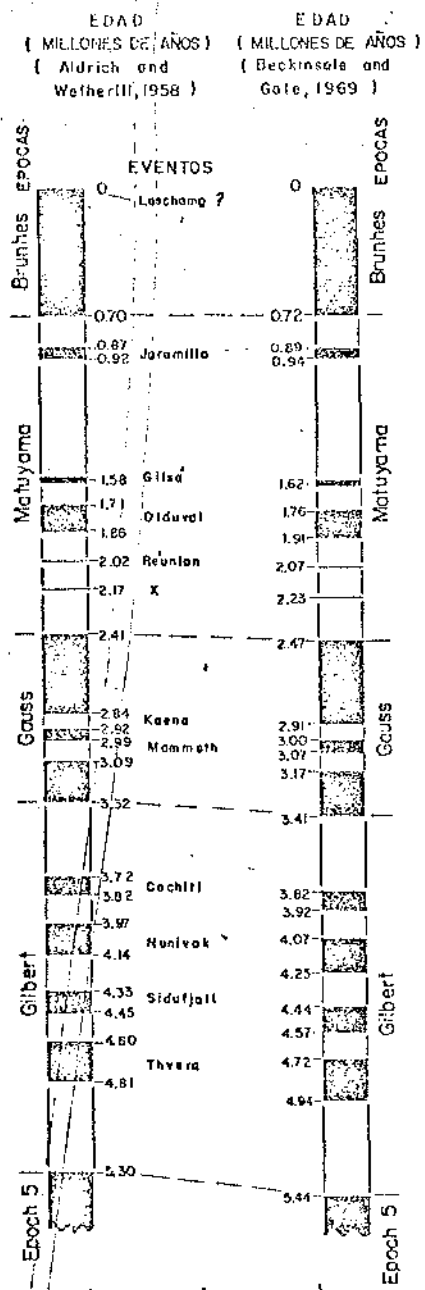 EDAD
( MILLONES DE AÑOS )
( Aldrich and
Wetherill, 1958 )
EDAD
( MILLONES DE AÑOS )
( Beckinsale and
Gale, 1969 )
EPOCAS
EVENTOS
EPOCAS
0
Laschamp ?
0
Brunhes
Brunhes
0.70
0.72
0.87
Jaramillo
0.89
0.92
0.94
Matuyama
Matuyama
1.58
Gilsá
1.62
1.71
Olduvai
1.76
1.86
1.91
2.02
Reunion
2.07
2.17
X
2.23
2.41
2.47
Gauss
Gauss
2.84
Kaena
2.91
2.92
3.00
2.99
Mammoth
3.07
3.09
3.17
3.32
3.41
Gilbert
Gilbert
3.72
Cochiti
3.82
3.82
3.92
3.97
Nunivak
4.07
4.14
4.25
4.33
Sidufjall
4.44
4.45
4.57
4.60
4.72
Thvera
4.81
4.94
5.30
5.44
Epoch 5
Epoch 5